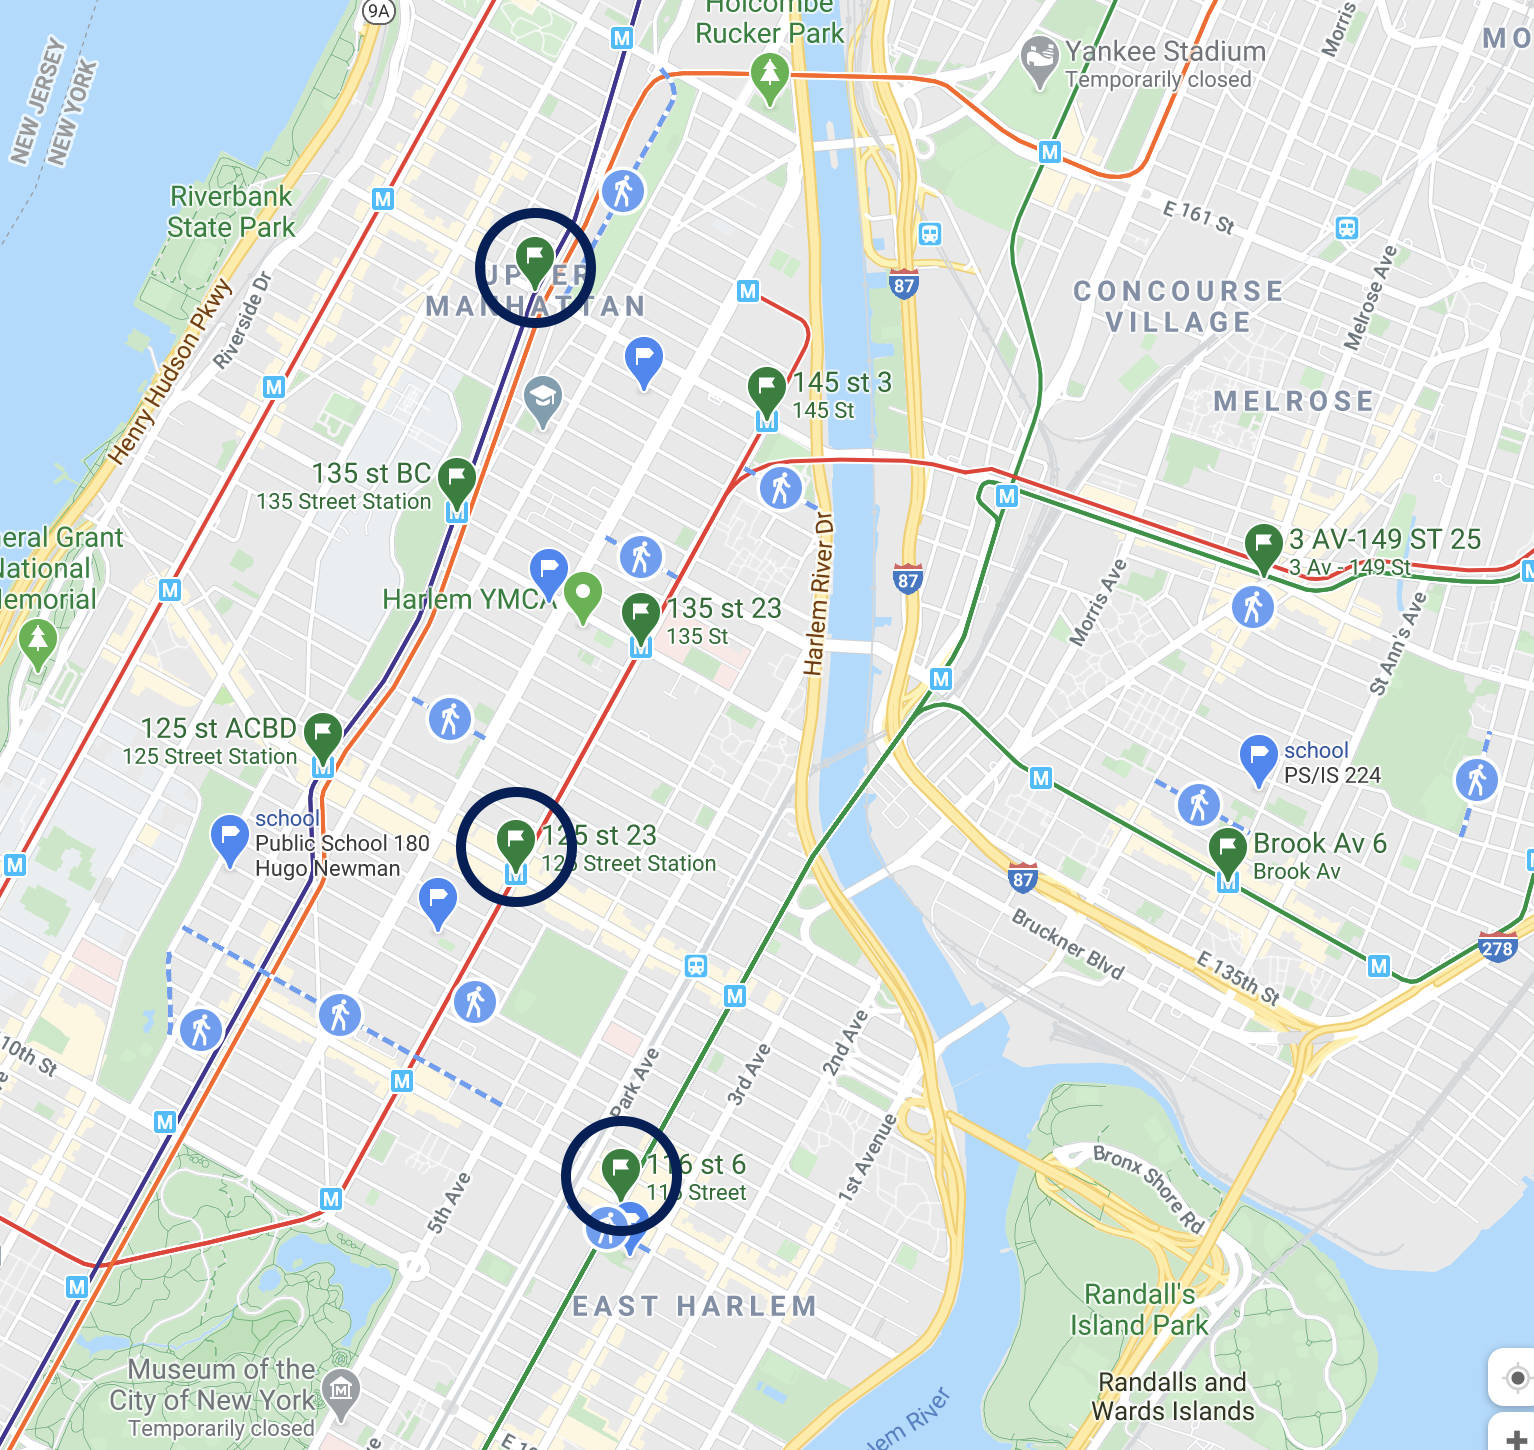 9A
Holcombe
Rucker Park
Morris
MO
NEW JERSEY
NEW YORK
M
Yankee Stadium
Temporarily closed
M
Riverbank
State Park
M
E 161 St
UPPER
MANHATTAN
M
87
CONCOURSE
VILLAGE
Melrose Ave
Riverside Dr
Henry Hudson Pkwy
M
145 st 3
145 St
M
MELROSE
135 st BC
135 Street Station
M
M
eral Grant
National
emorial
3 AV-149 ST 25
3 Av - 149 St
M
Harlem River Dr
87
Morris Ave
St Ann's Ave
M
Harlem YMCA
135 st 23
135 St
M
M
125 st ACBD
125 Street Station
M
school
PS/IS 224
M
school
Public School 180
Hugo Newman
125 st 23
125 Street Station
M
M
Brook Av 6
Brook Av
M
87
Bruckner Blvd
E 135th St
278
M
M
10th St
Park Ave
3rd Ave
2nd Ave
M
M
1st Avenue
116 st 6
116 Street
Bronx Shore Rd
5th Ave
M
M
EAST HARLEM
Randall's
Island Park
Museum of the
City of New York
Temporarily closed
Randalls and
Wards Islands
lem River
E 10